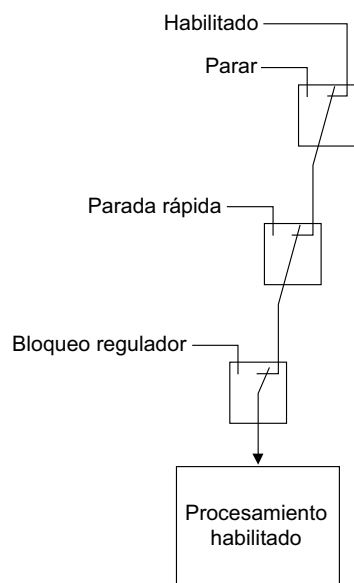 Habilitado
Parar
Parada rápida
Bloqueo regulador
Procesamiento
habilitado